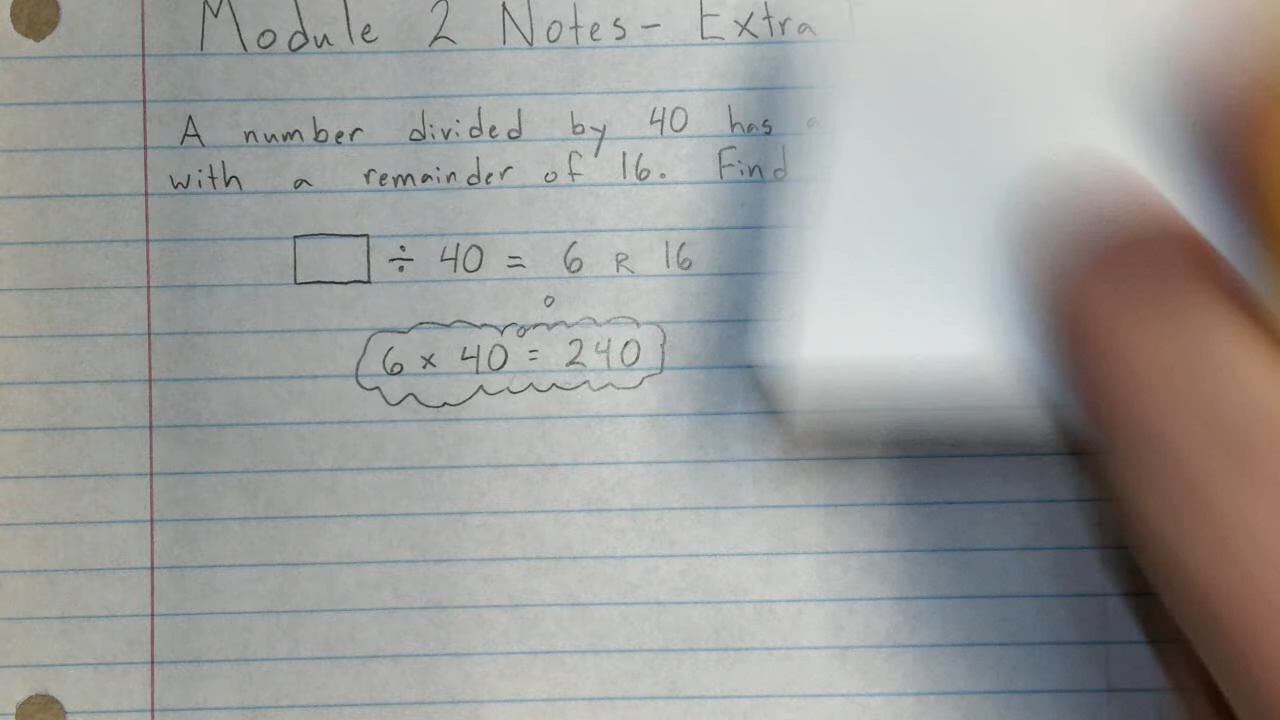 Module 2 Notes - Extra
A number divided by 40 has a
with a remainder of 16. Find
÷ 40 = 6 R 16
6 × 40 = 240